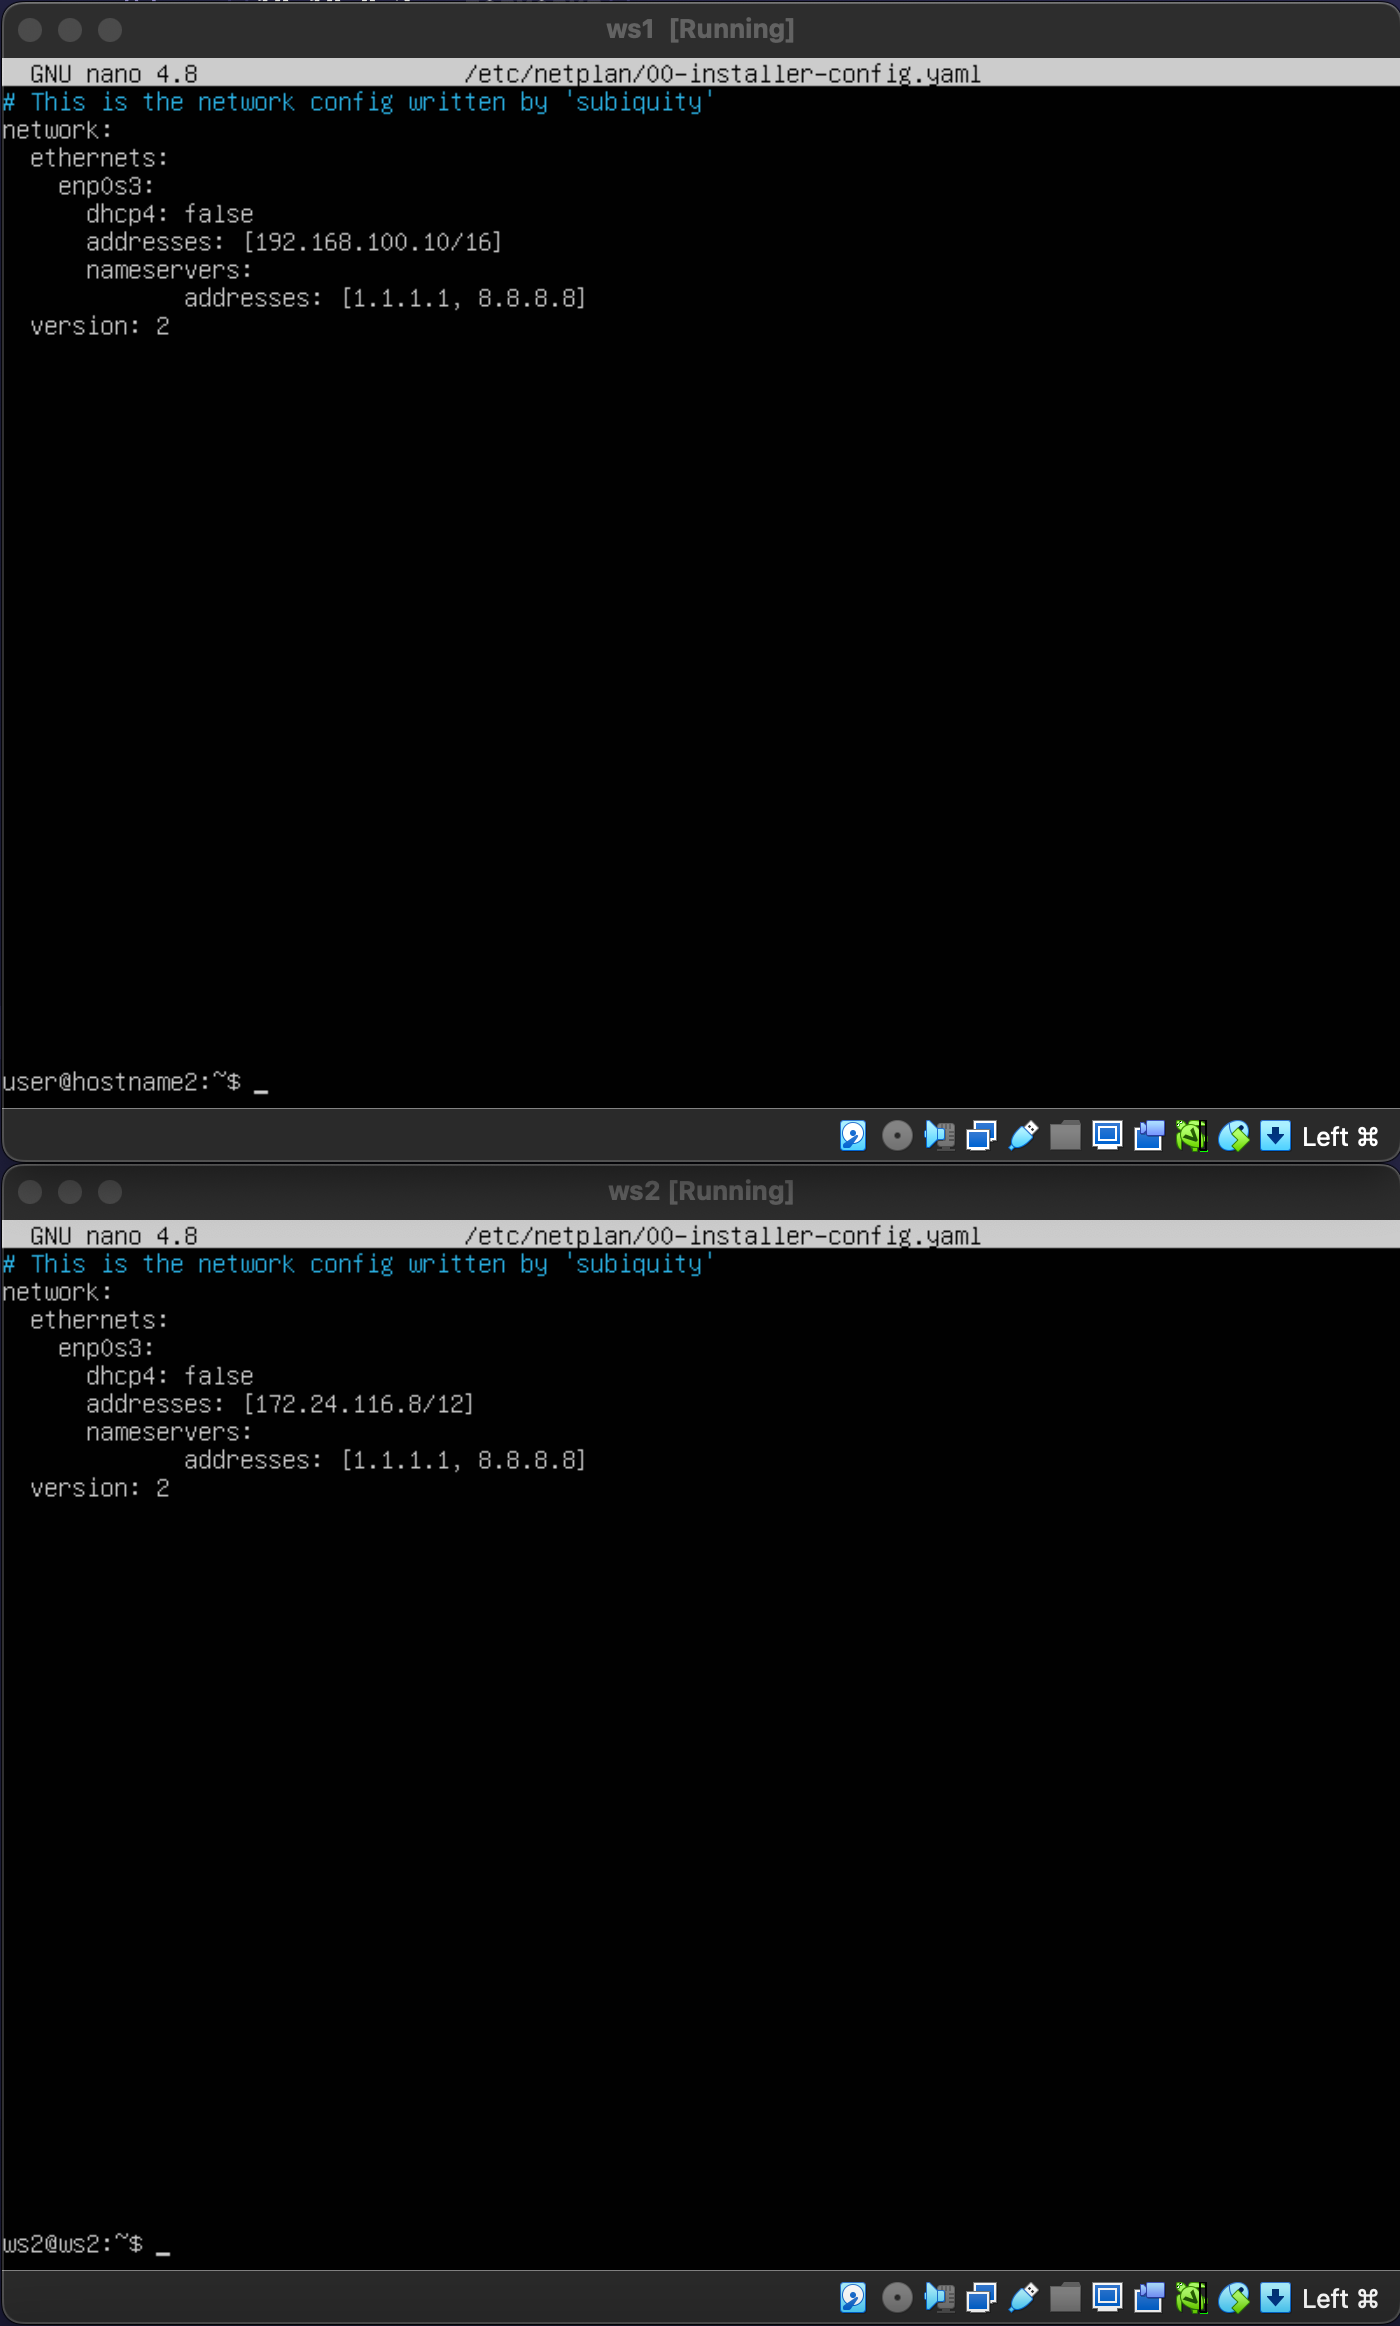 ws1 [Running]
GNU nano 4.8 /etc/netplan/00-installer-config.yaml
# This is the network config written by 'subiquity'
network:
  ethernets:
    enp0s3:
      dhcp4: false
      addresses: [192.168.100.10/16]
      nameservers:
             addresses: [1.1.1.1, 8.8.8.8]
  version: 2
user@hostname2:~$ _
Left ⌘
ws2 [Running]
GNU nano 4.8 /etc/netplan/00-installer-config.yaml
# This is the network config written by 'subiquity'
network:
  ethernets:
    enp0s3:
      dhcp4: false
      addresses: [172.24.116.8/12]
      nameservers:
             addresses: [1.1.1.1, 8.8.8.8]
  version: 2
ws2@ws2:~$ _
Left ⌘